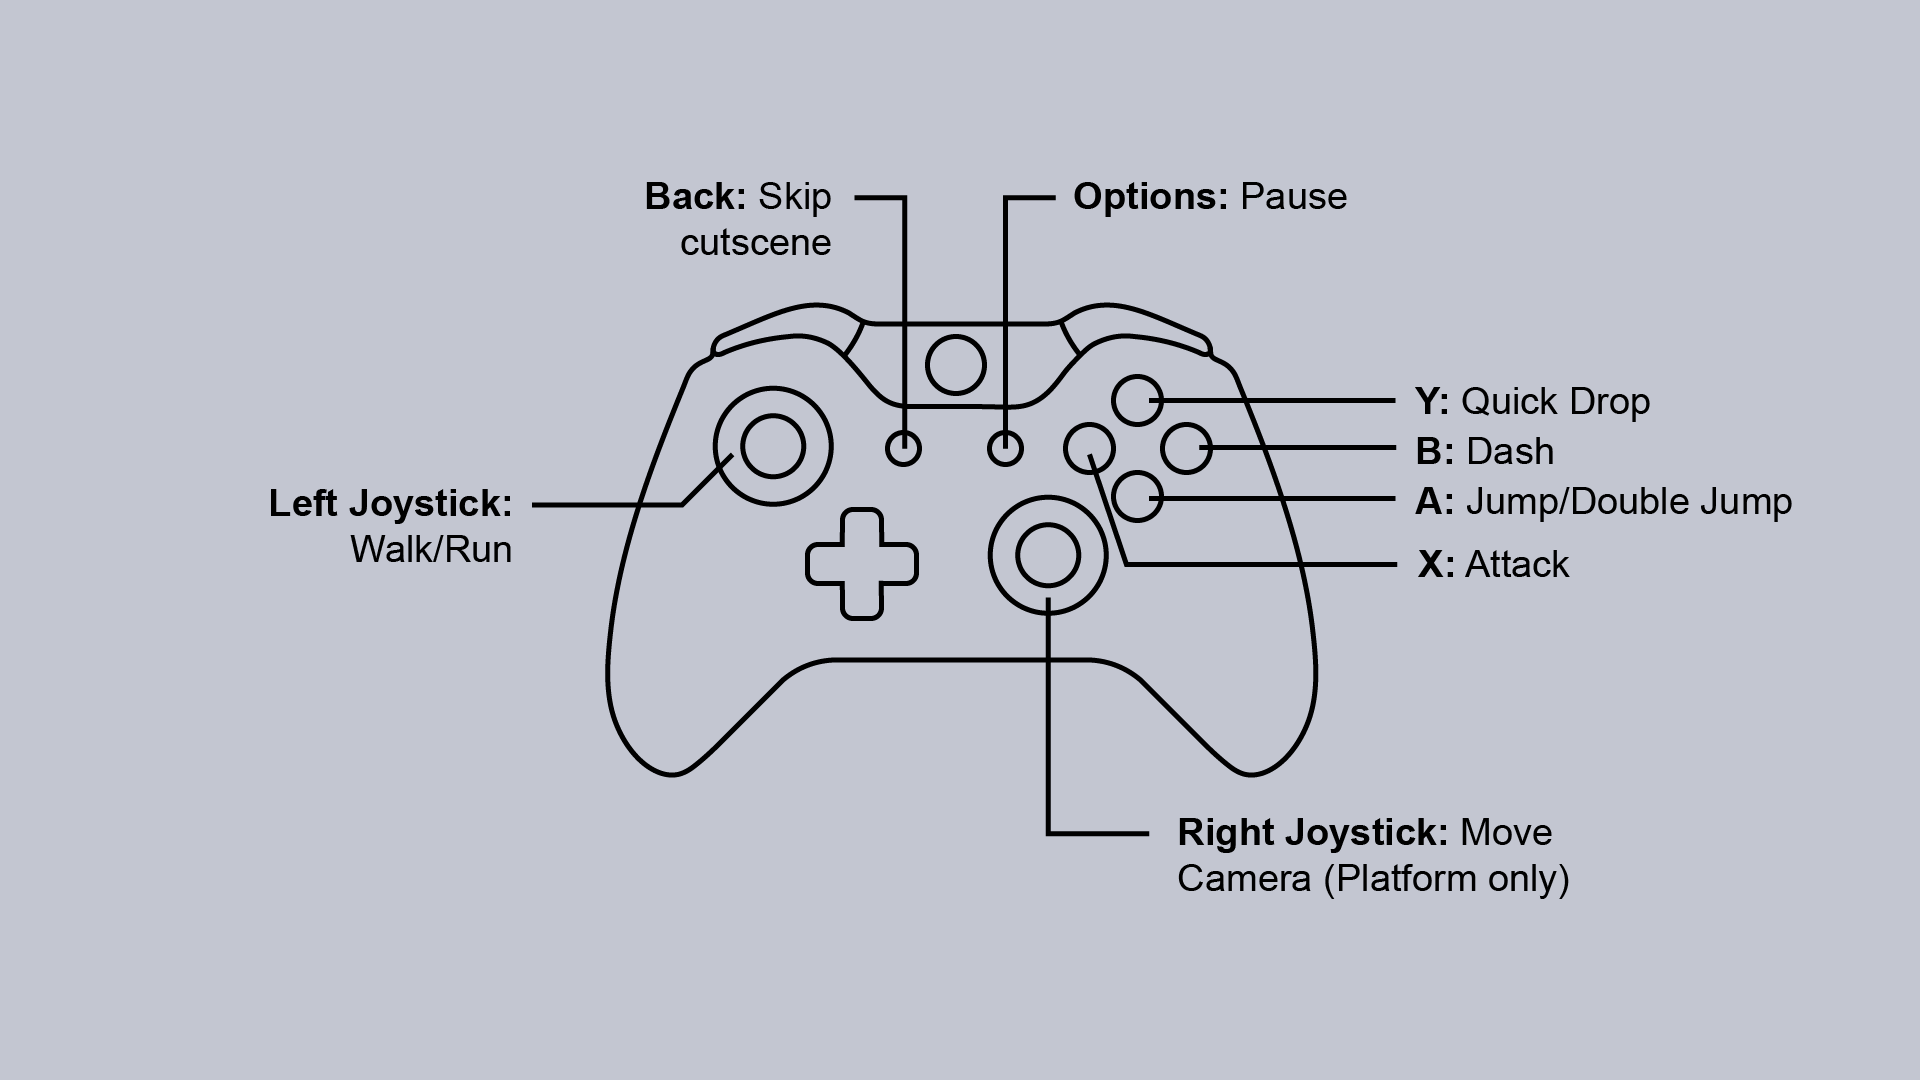 Back: Skip
cutscene
Options: Pause
Y: Quick Drop
B: Dash
A: Jump/Double Jump
X: Attack
Left Joystick:
Walk/Run
Right Joystick: Move
Camera (Platform only)